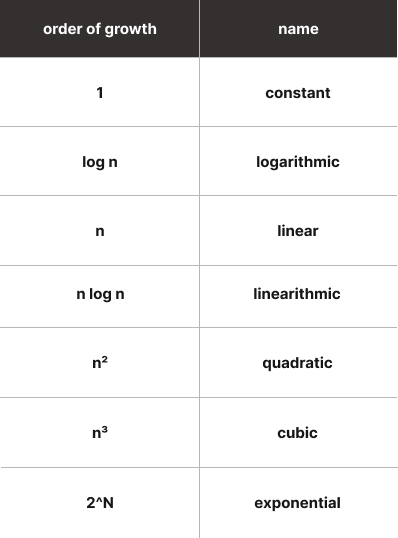 order of growth name
1 constant
log n logarithmic
n linear
n log n linearithmic
n² quadratic
n³ cubic
2^N exponential